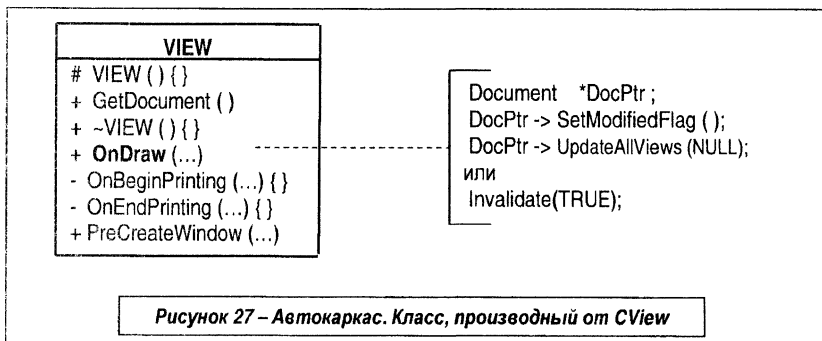 VIEW
# VIEW ( ) { }
+ GetDocument ( )
+ ~VIEW ( ) { }
+ OnDraw (...)
- OnBeginPrinting (...) { }
- OnEndPrinting (...) { }
+ PreCreateWindow (...)
Document *DocPtr ;
DocPtr -> SetModifiedFlag ( );
DocPtr -> UpdateAllViews (NULL);
или
Invalidate(TRUE);
Рисунок 27 – Автокаркас. Класс, производный от CView